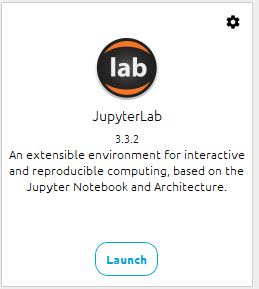 lab
JupyterLab
3.3.2
An extensible environment for interactive
and reproducible computing, based on the
Jupyter Notebook and Architecture.
Launch